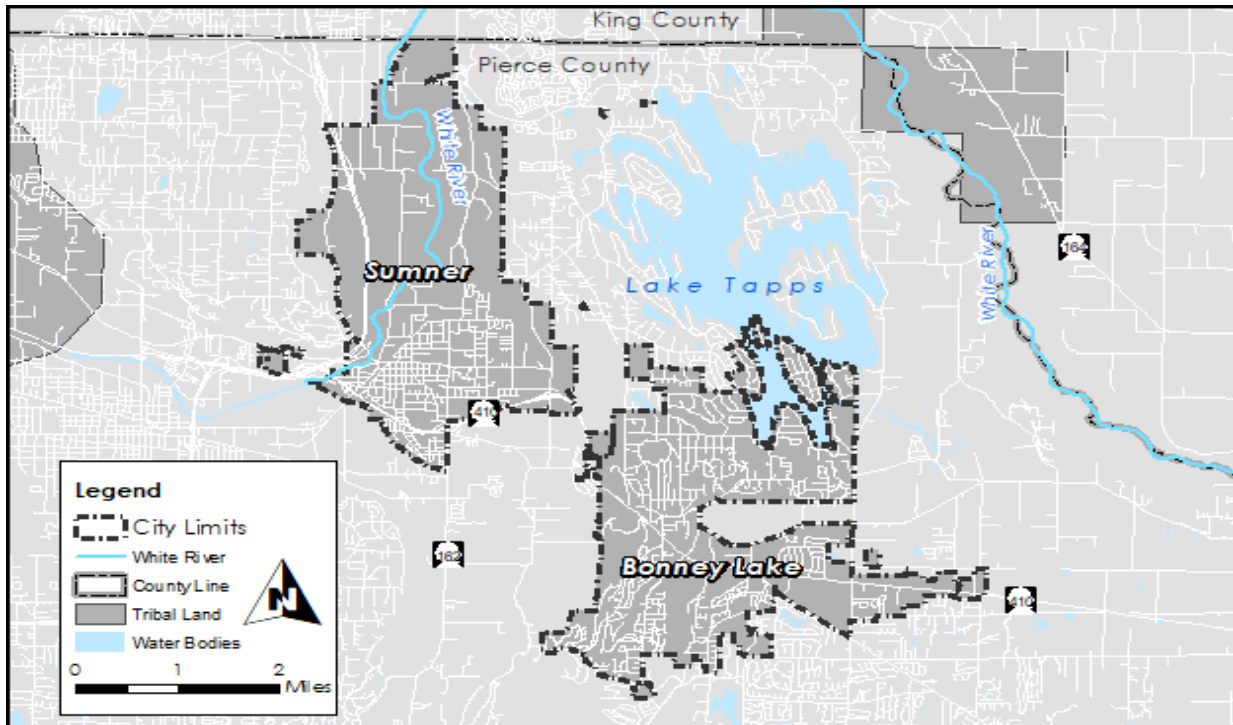 King County
Pierce County
White River
164
Sumner
Lake Tapps
White River
410
162
Bonney Lake
410
Legend
City Limits
White River
County Line
Tribal Land
Water Bodies
N
0 1 2
Miles